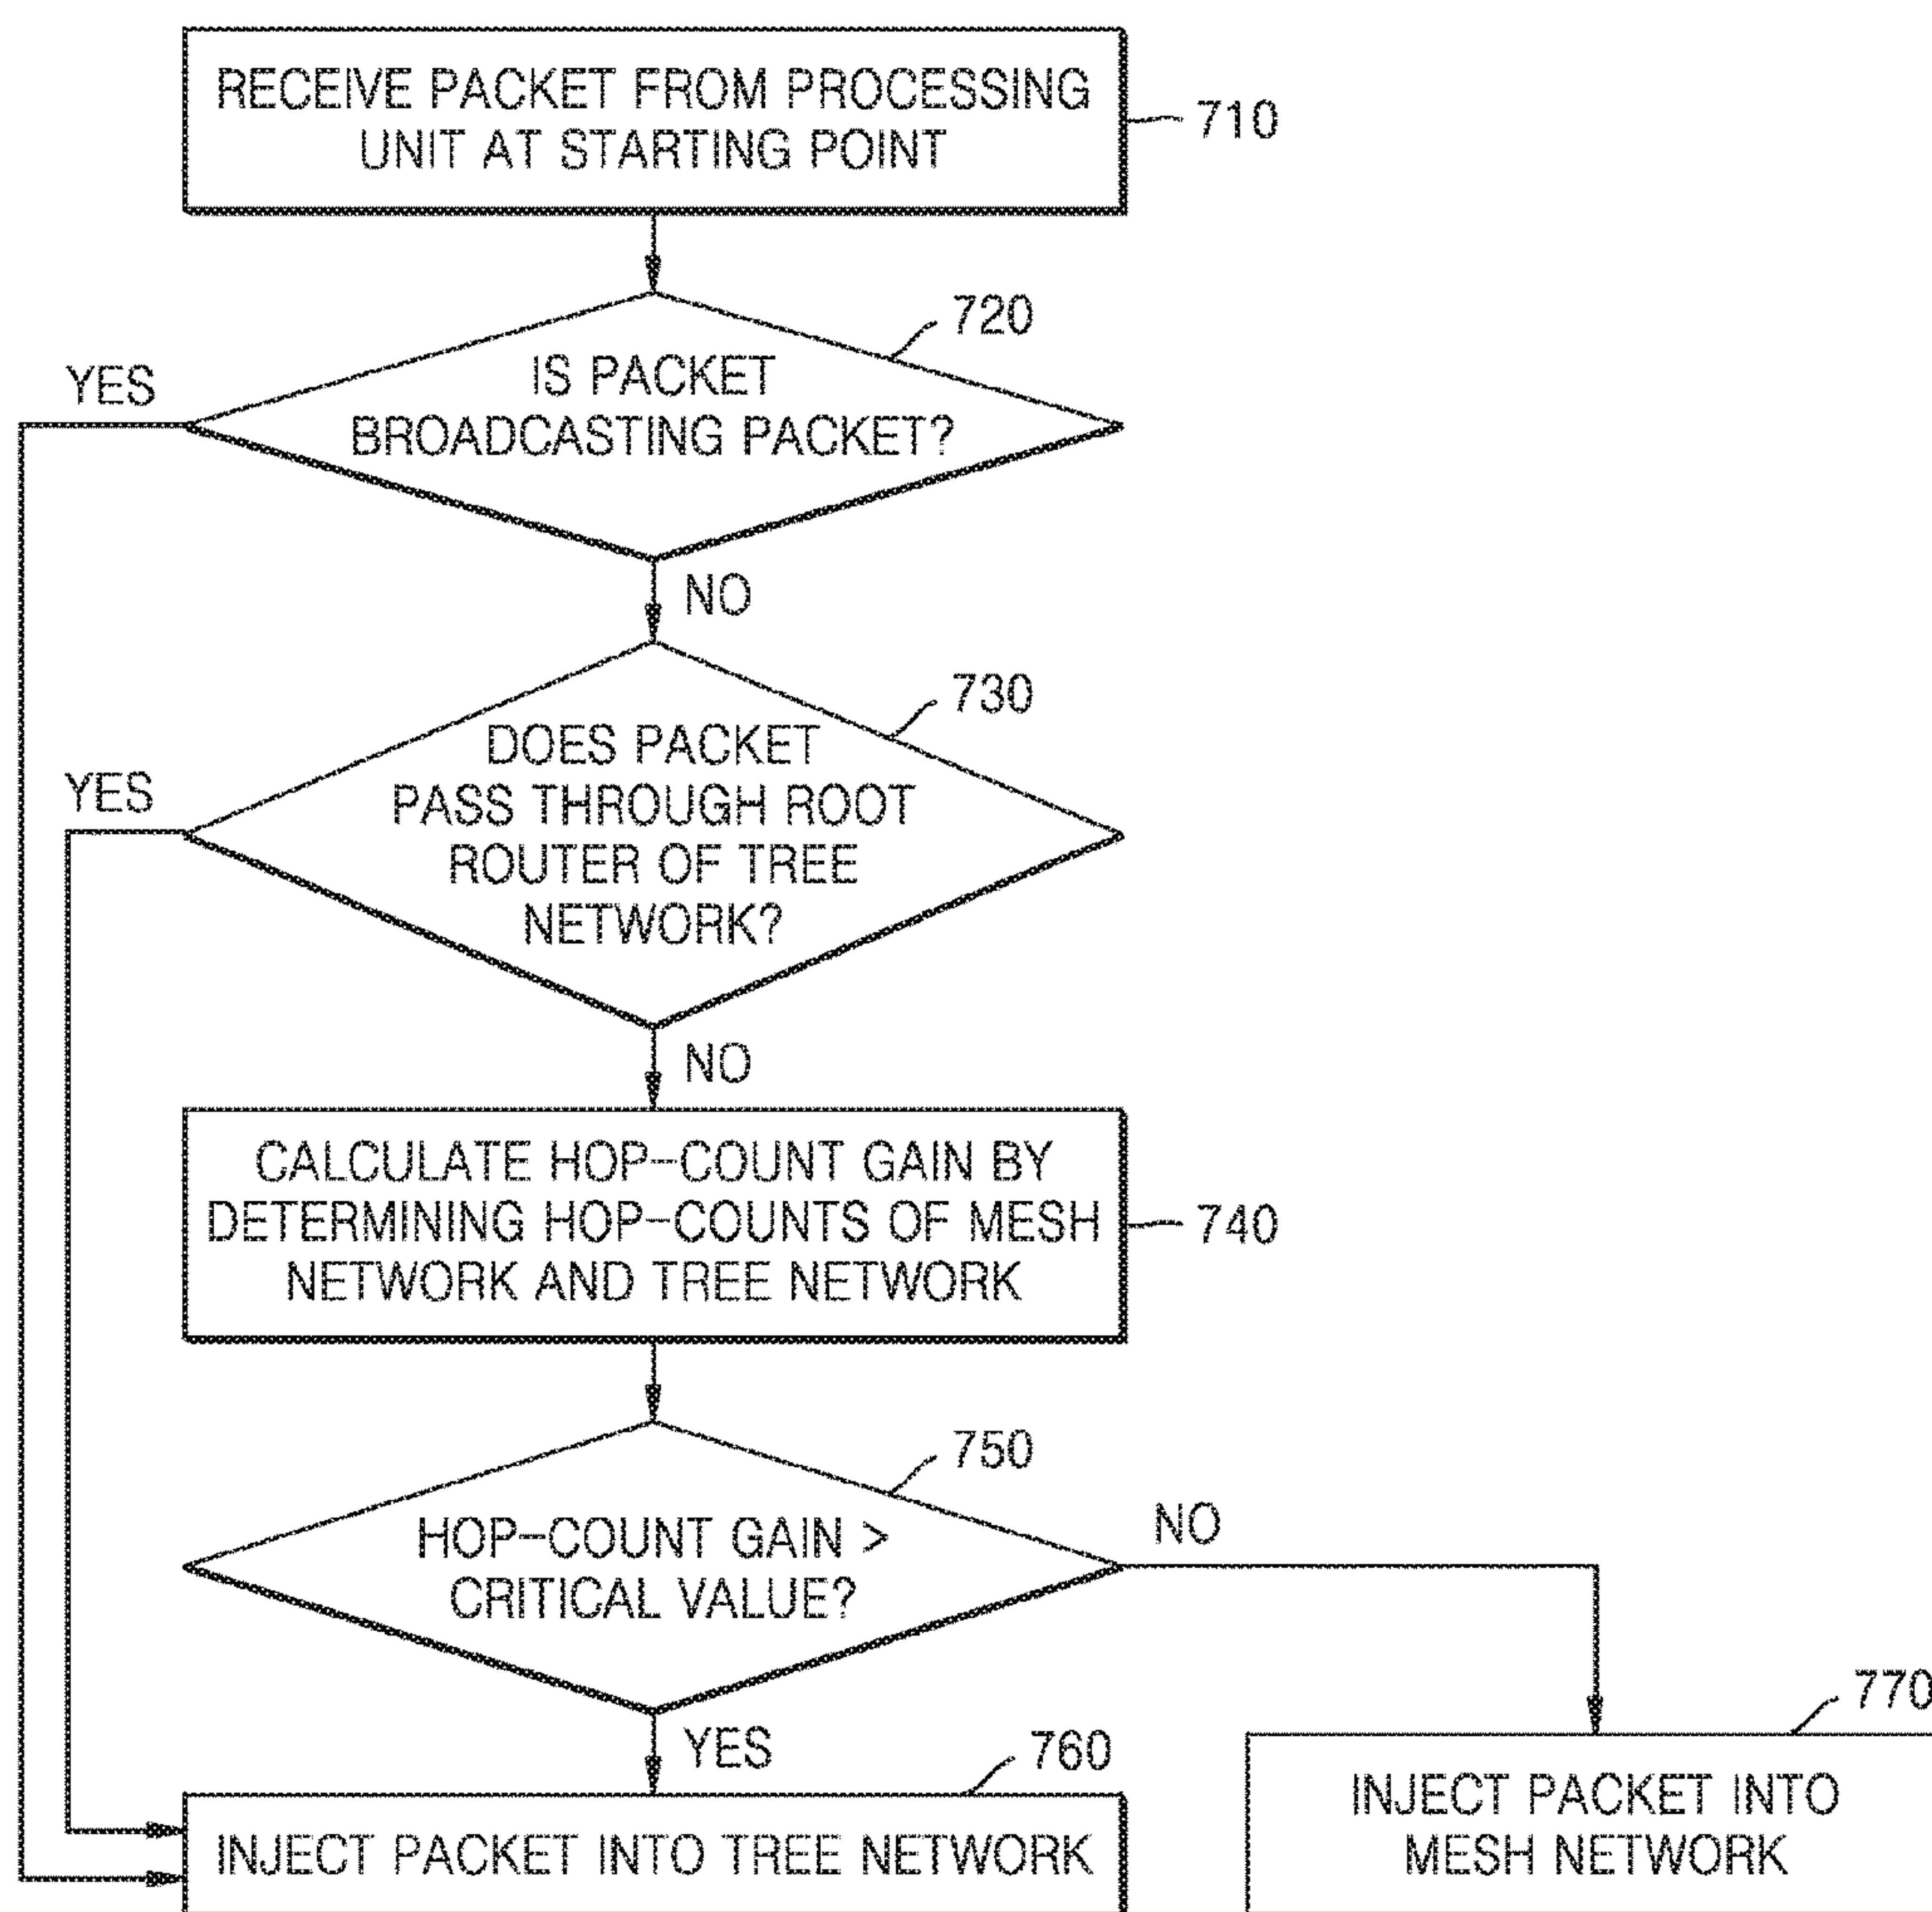 RECEIVE PACKET FROM PROCESSING
UNIT AT STARTING POINT
710
720
IS PACKET
BROADCASTING PACKET?
YES
NO
730
DOES PACKET
PASS THROUGH ROOT
ROUTER OF TREE
NETWORK?
YES
NO
CALCULATE HOP-COUNT GAIN BY
DETERMINING HOP-COUNTS OF MESH
NETWORK AND TREE NETWORK
740
750
HOP-COUNT GAIN >
CRITICAL VALUE?
NO
YES
760
INJECT PACKET INTO TREE NETWORK
770
INJECT PACKET INTO
MESH NETWORK